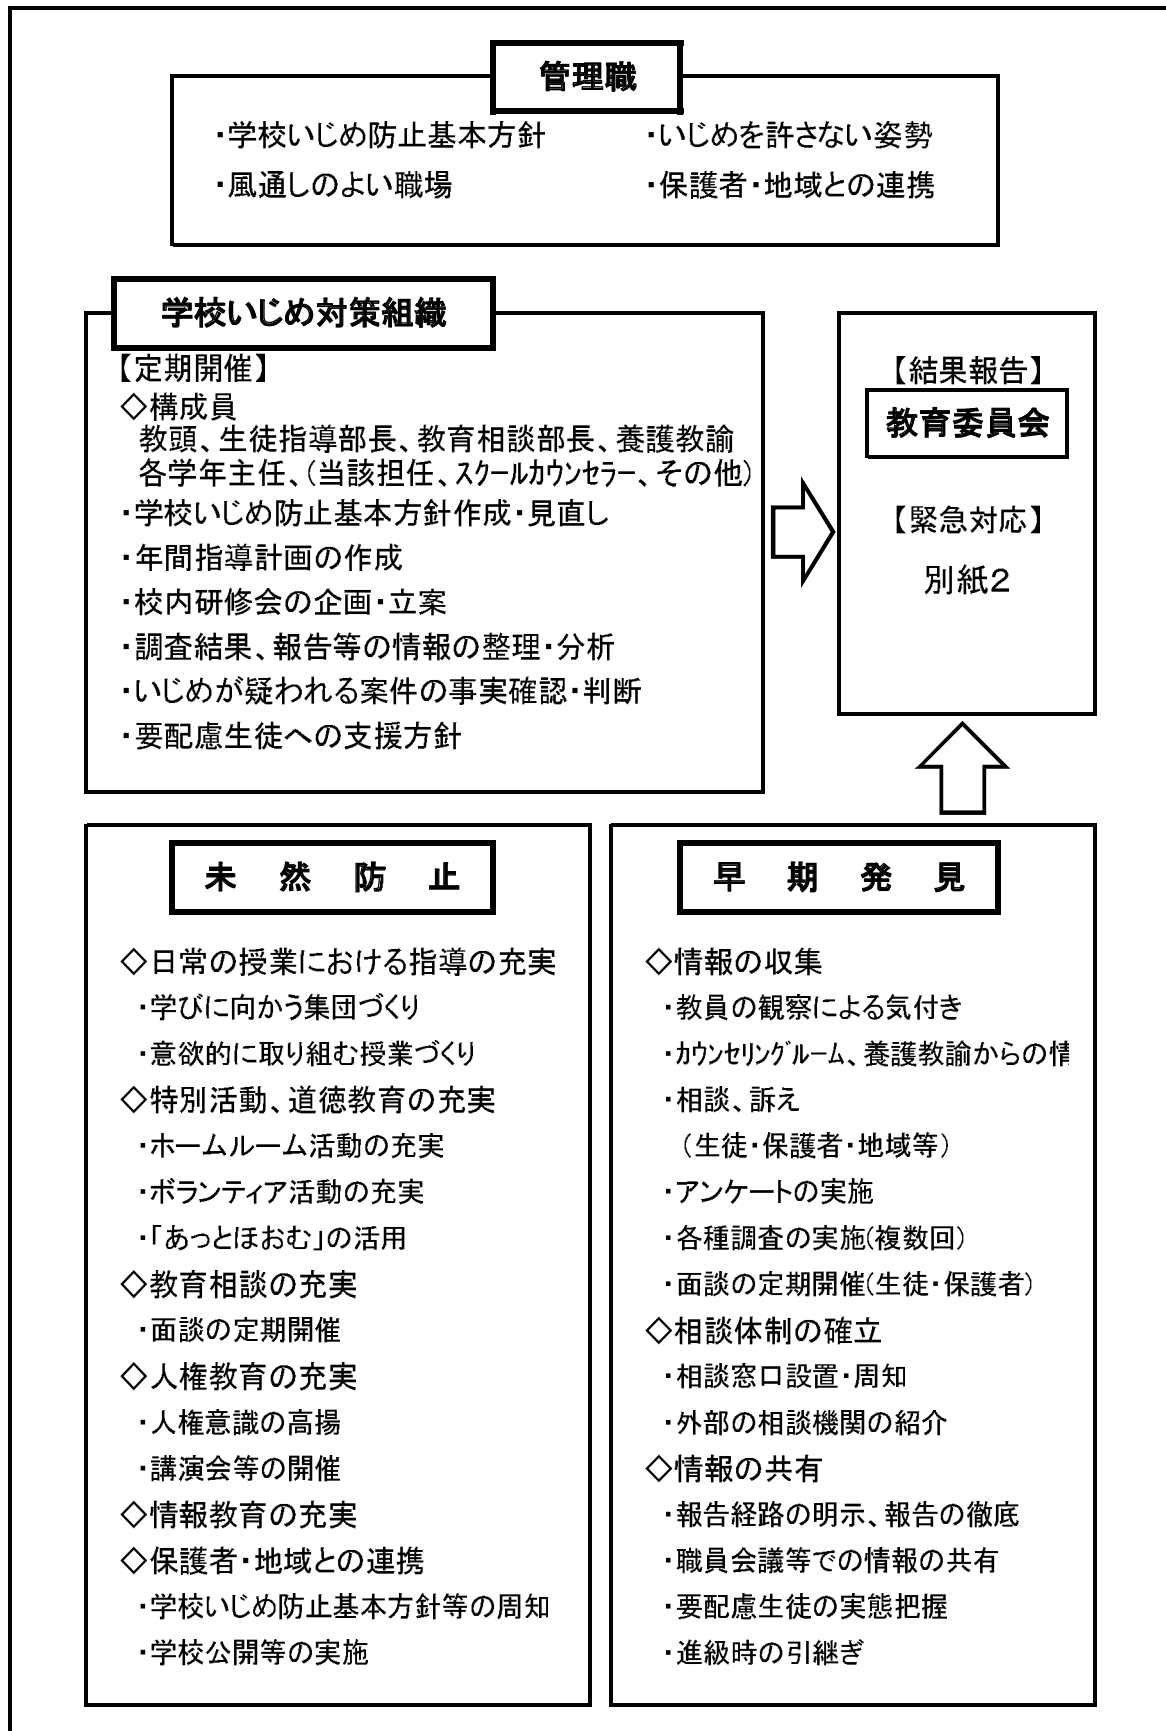 管理職
・学校いじめ防止基本方針　・いじめを許さない姿勢
・風通しのよい職場　・保護者・地域との連携
学校いじめ対策組織
【定期開催】
◇構成員
教頭、生徒指導部長、教育相談部長、養護教諭
各学年主任、(当該担任、スクールカウンセラー、その他)
・学校いじめ防止基本方針作成・見直し
・年間指導計画の作成
・校内研修会の企画・立案
・調査結果、報告等の情報の整理・分析
・いじめが疑われる案件の事実確認・判断
・要配慮生徒への支援方針
【結果報告】
教育委員会
【緊急対応】
別紙２
未　然　防　止
◇日常の授業における指導の充実
・学びに向かう集団づくり
・意欲的に取り組む授業づくり
◇特別活動、道徳教育の充実
・ホームルーム活動の充実
・ボランティア活動の充実
・「あっとほおむ」の活用
◇教育相談の充実
・面談の定期開催
◇人権教育の充実
・人権意識の高揚
・講演会等の開催
◇情報教育の充実
◇保護者・地域との連携
・学校いじめ防止基本方針等の周知
・学校公開等の実施
早　期　発　見
◇情報の収集
・教員の観察による気付き
・ｶｳﾝｾﾘﾝｸﾞﾙｰﾑ、養護教諭からの情
・相談、訴え
（生徒・保護者・地域等）
・アンケートの実施
・各種調査の実施(複数回)
・面談の定期開催(生徒・保護者)
◇相談体制の確立
・相談窓口設置・周知
・外部の相談機関の紹介
◇情報の共有
・報告経路の明示、報告の徹底
・職員会議等での情報の共有
・要配慮生徒の実態把握
・進級時の引継ぎ